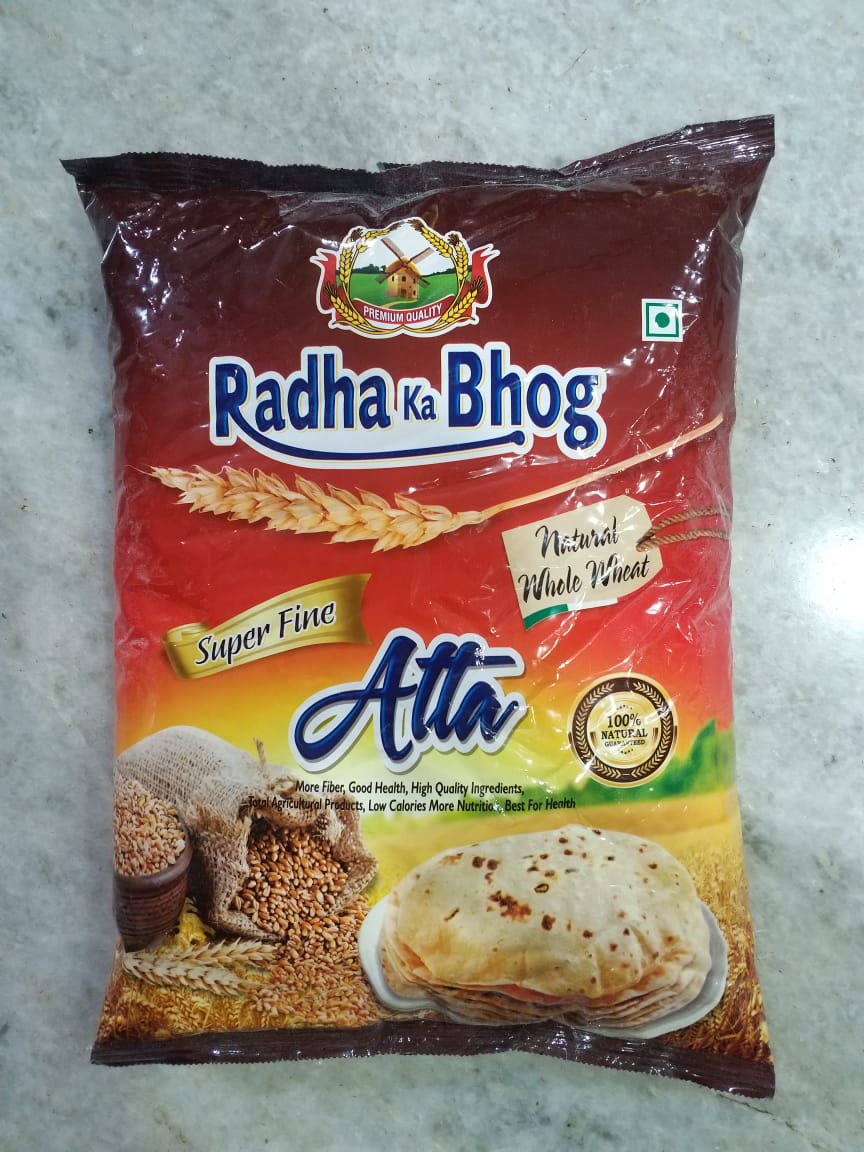 PREMIUM QUALITY
Radha Ka Bhog
Natural
Whole Wheat
Super Fine
Atta
100%
NATURAL
GUARANTEED
More Fiber, Good Health, High Quality Ingredients,
Total Agricultural Products, Low Calories More Nutrition, Best For Health